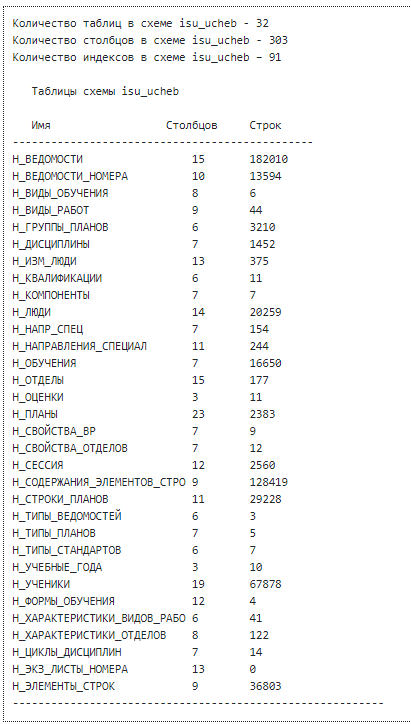 Количество таблиц в схеме isu_ucheb - 32
Количество столбцов в схеме isu_ucheb - 303
Количество индексов в схеме isu_ucheb – 91
Таблицы схемы isu_ucheb
Имя Столбцов Строк
-----------------------------------------------
Н_ВЕДОМОСТИ 15 182010
Н_ВЕДОМОСТИ_НОМЕРА 10 13594
Н_ВИДЫ_ОБУЧЕНИЯ 8 6
Н_ВИДЫ_РАБОТ 9 44
Н_ГРУППЫ_ПЛАНОВ 6 3210
Н_ДИСЦИПЛИНЫ 7 1452
Н_ИЗМ_ЛЮДИ 13 375
Н_КВАЛИФИКАЦИИ 6 11
Н_КОМПОНЕНТЫ 7 7
Н_ЛЮДИ 14 20259
Н_НАПР_СПЕЦ 7 154
Н_НАПРАВЛЕНИЯ_СПЕЦИАЛ 11 244
Н_ОБУЧЕНИЯ 7 16650
Н_ОТДЕЛЫ 15 177
Н_ОЦЕНКИ 3 11
Н_ПЛАНЫ 23 2383
Н_СВОЙСТВА_ВР 7 9
Н_СВОЙСТВА_ОТДЕЛОВ 7 12
Н_СЕССИЯ 12 2560
Н_СОДЕРЖАНИЯ_ЭЛЕМЕНТОВ_СТРО 9 128419
Н_СТРОКИ_ПЛАНОВ 11 29228
Н_ТИПЫ_ВЕДОМОСТЕЙ 6 3
Н_ТИПЫ_ПЛАНОВ 7 5
Н_ТИПЫ_СТАНДАРТОВ 6 7
Н_УЧЕБНЫЕ_ГОДА 3 10
Н_УЧЕНИКИ 19 67878
Н_ФОРМЫ_ОБУЧЕНИЯ 12 4
Н_ХАРАКТЕРИСТИКИ_ВИДОВ_РАБО 6 41
Н_ХАРАКТЕРИСТИКИ_ОТДЕЛОВ 8 122
Н_ЦИКЛЫ_ДИСЦИПЛИН 7 14
Н_ЭКЗ_ЛИСТЫ_НОМЕРА 13 0
Н_ЭЛЕМЕНТЫ_СТРОК 9 36803
----------------------------------------------------------